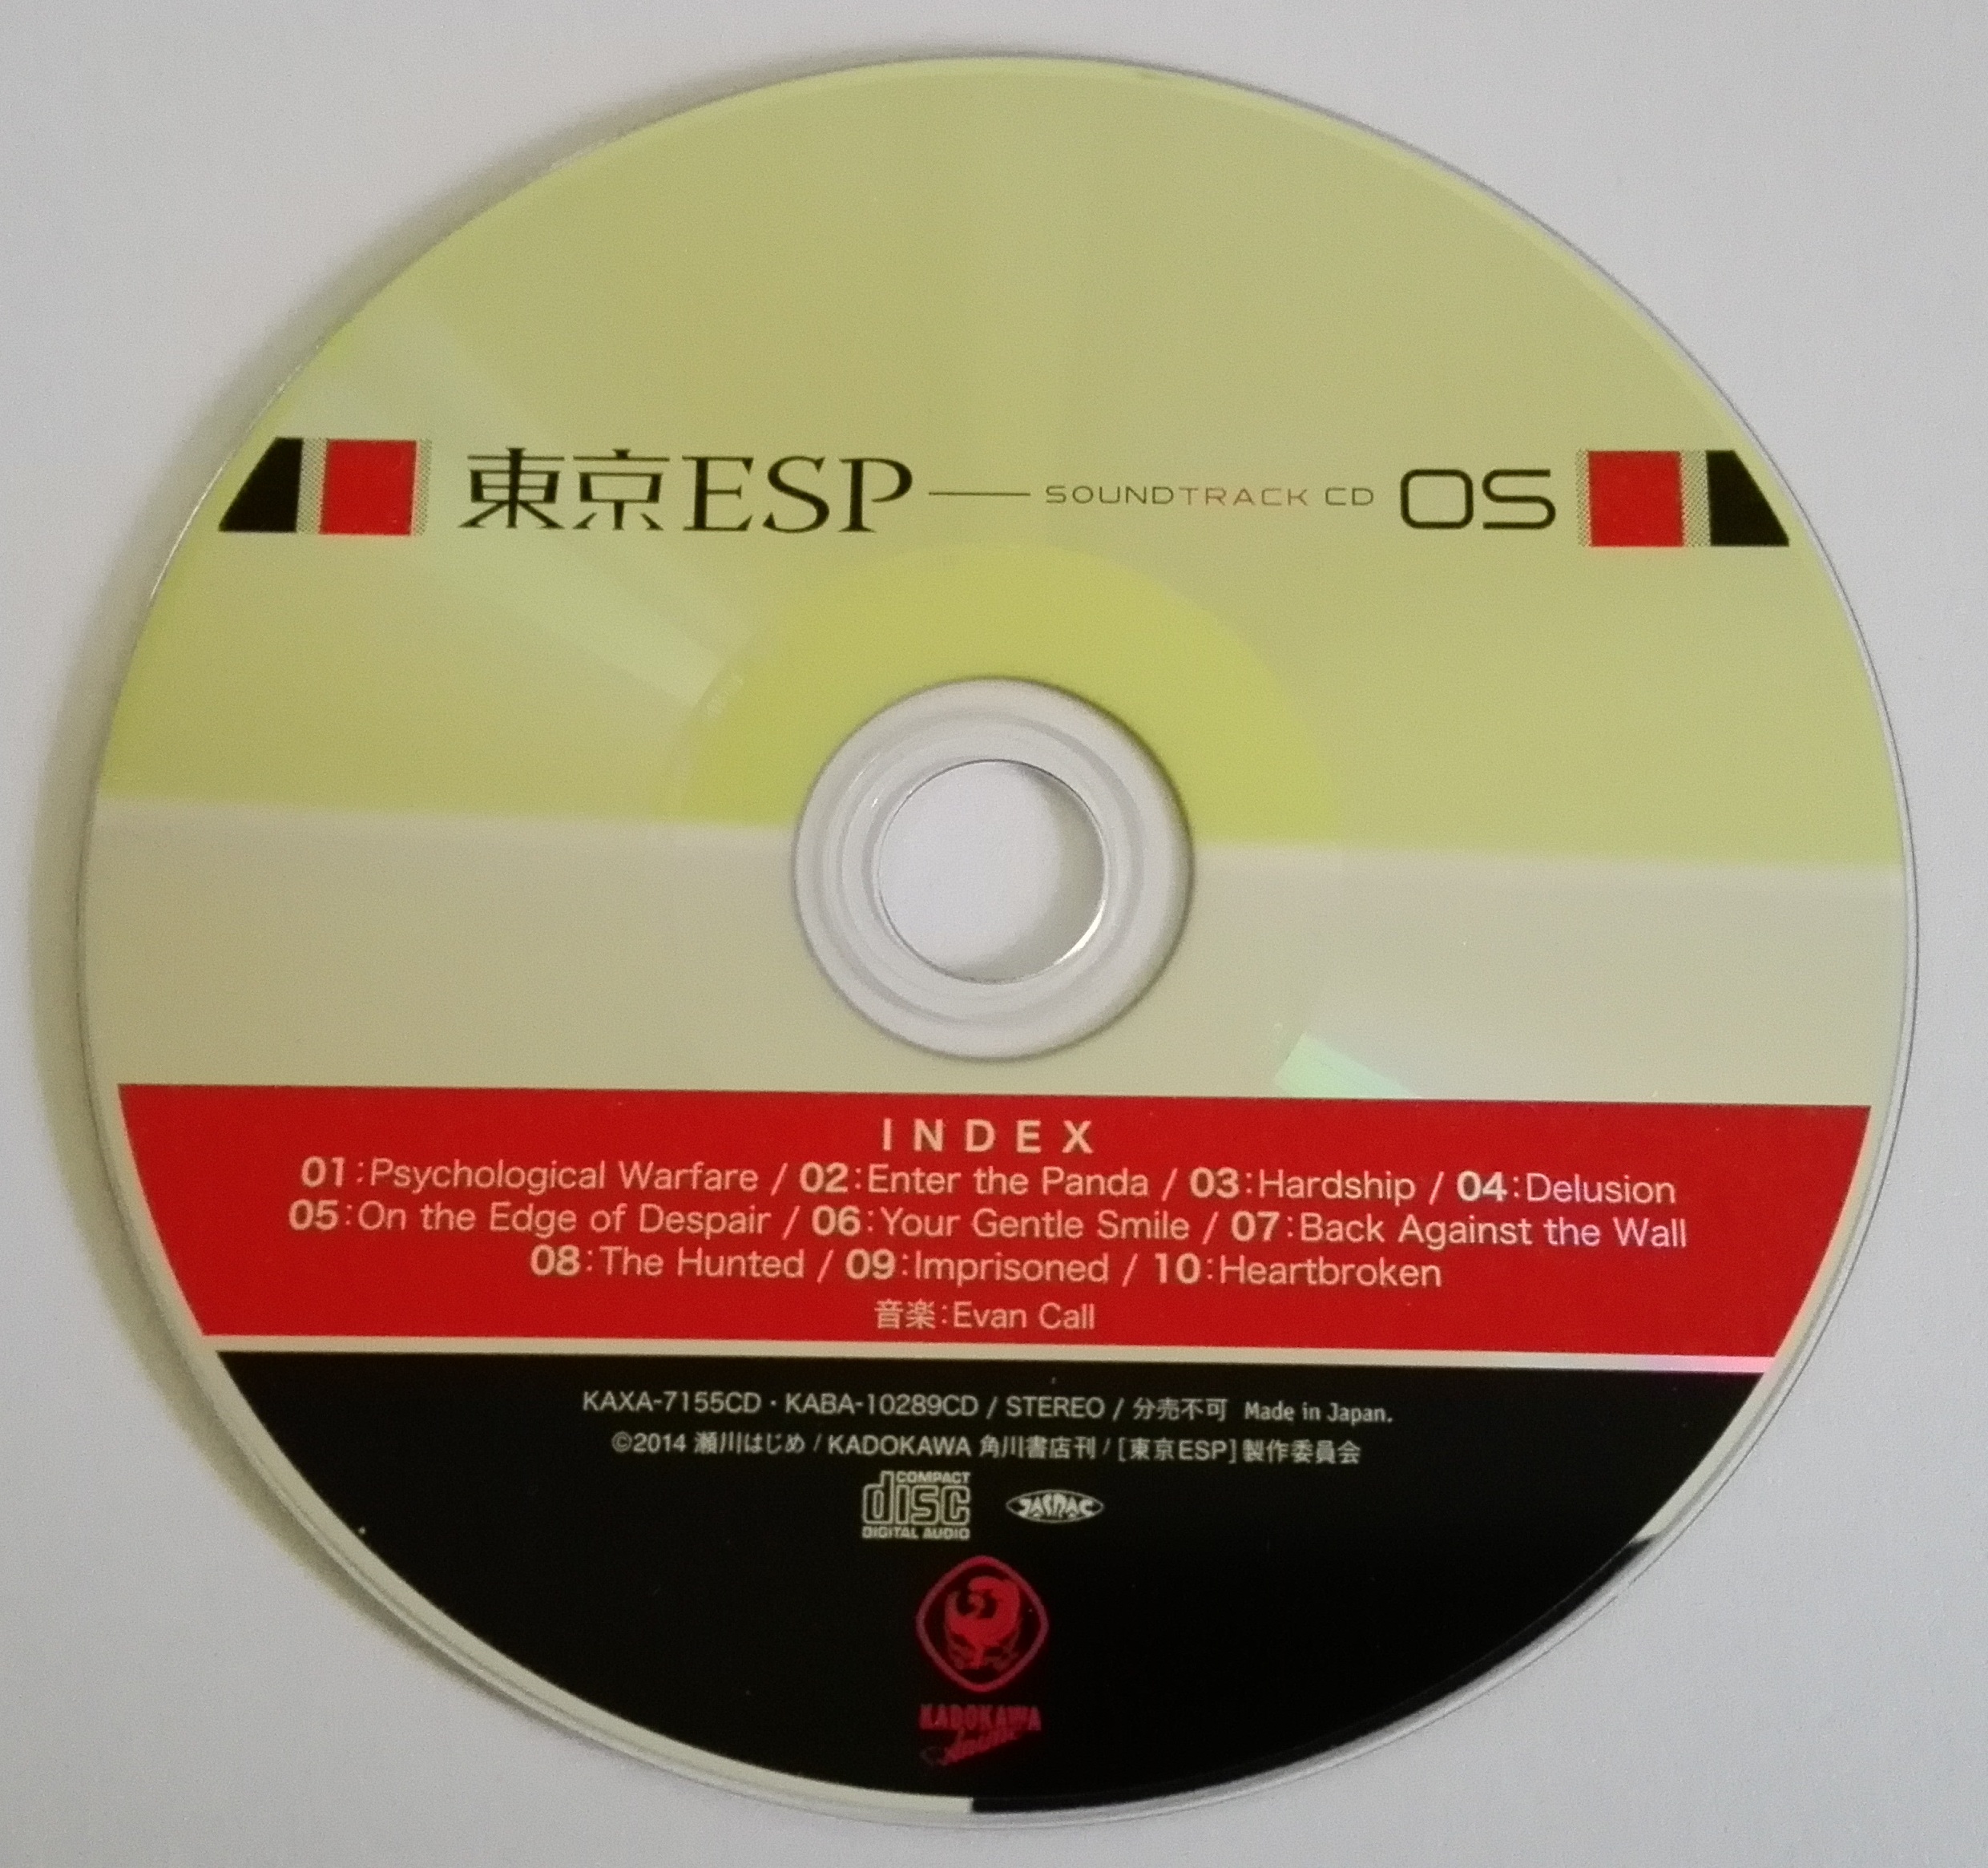 東京ESP — SOUNDTRACK CD 05
INDEX
01:Psychological Warfare / 02:Enter the Panda / 03:Hardship / 04:Delusion
05:On the Edge of Despair / 06:Your Gentle Smile / 07:Back Against the Wall
08:The Hunted / 09:Imprisoned / 10:Heartbroken
音楽:Evan Call
KAXA-7155CD・KABA-10289CD / STEREO / 分売不可 Made in Japan.
©2014 瀬川はじめ / KADOKAWA 角川書店刊 / [東京ESP]製作委員会
COMPACT
disc
DIGITAL AUDIO
JASRAC
KADOKAWA
Anime